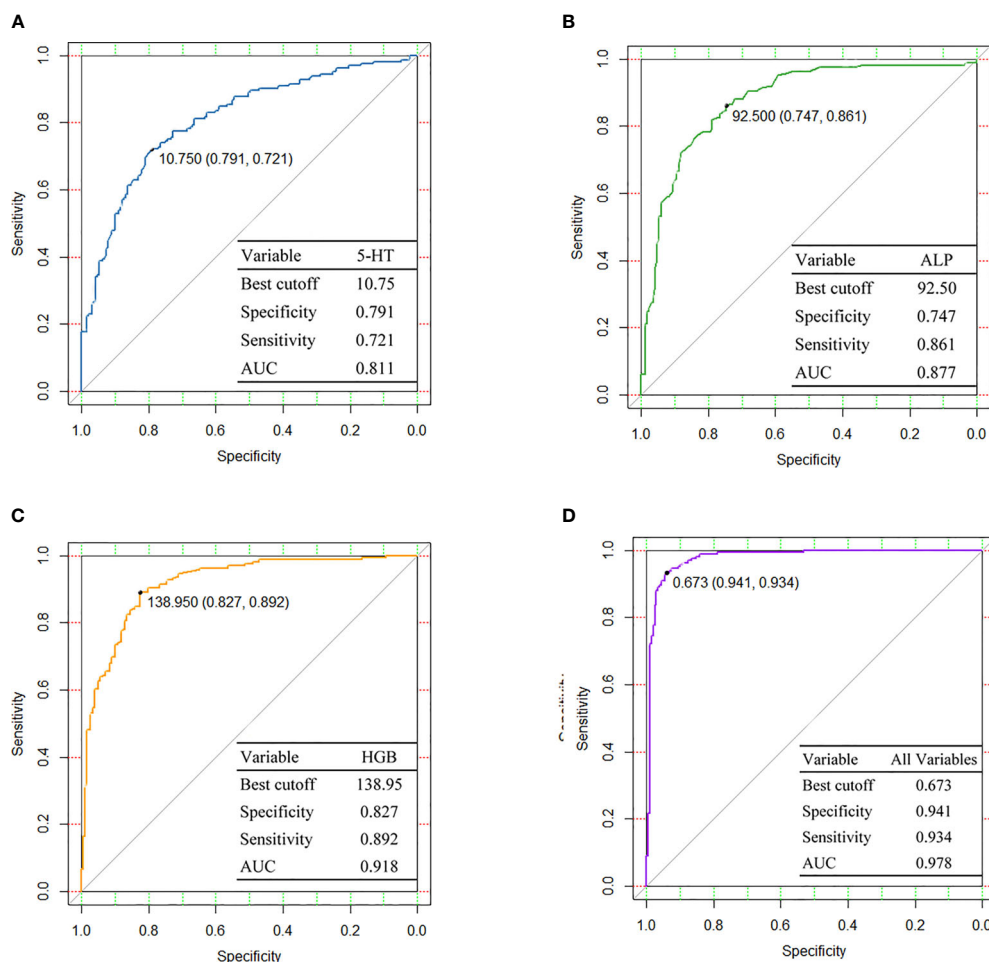 A
1.0
0.8
0.6
0.4
0.2
0.0
Sensitivity
10.750 (0.791, 0.721)
Variable 5-HT
Best cutoff 10.75
Specificity 0.791
Sensitivity 0.721
AUC 0.811
1.0 0.8 0.6 0.4 0.2 0.0
Specificity
B
1.0
0.8
0.6
0.4
0.2
0.0
Sensitivity
92.500 (0.747, 0.861)
Variable ALP
Best cutoff 92.50
Specificity 0.747
Sensitivity 0.861
AUC 0.877
1.0 0.8 0.6 0.4 0.2 0.0
Specificity
C
1.0
0.8
0.6
0.4
0.2
0.0
Sensitivity
138.950 (0.827, 0.892)
Variable HGB
Best cutoff 138.95
Specificity 0.827
Sensitivity 0.892
AUC 0.918
1.0 0.8 0.6 0.4 0.2 0.0
Specificity
D
1.0
0.8
0.6
0.4
0.2
0.0
Sensitivity
0.673 (0.941, 0.934)
Variable All Variables
Best cutoff 0.673
Specificity 0.941
Sensitivity 0.934
AUC 0.978
1.0 0.8 0.6 0.4 0.2 0.0
Specificity